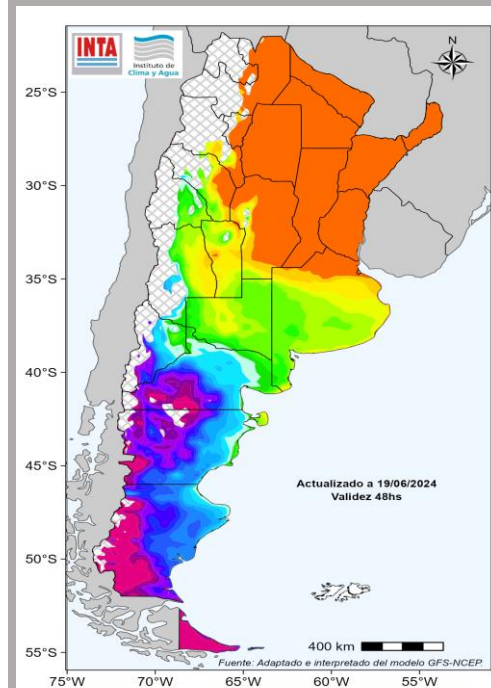 INTA
Instituto de
Clima y Agua
N
25°S
30°S
35°S
40°S
45°S
50°S
55°S
Actualizado a 19/06/2024
Validez 48hs
400 km
Fuente: Adaptado e interpretado del modelo GFS-NCEP.
75°W
70°W
65°W
60°W
55°W